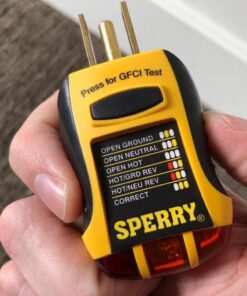 Press for GFCI Test
OPEN GROUND
OPEN NEUTRAL
OPEN HOT
HOT/GRD REV
HOT/NEU REV
CORRECT
SPERRY®